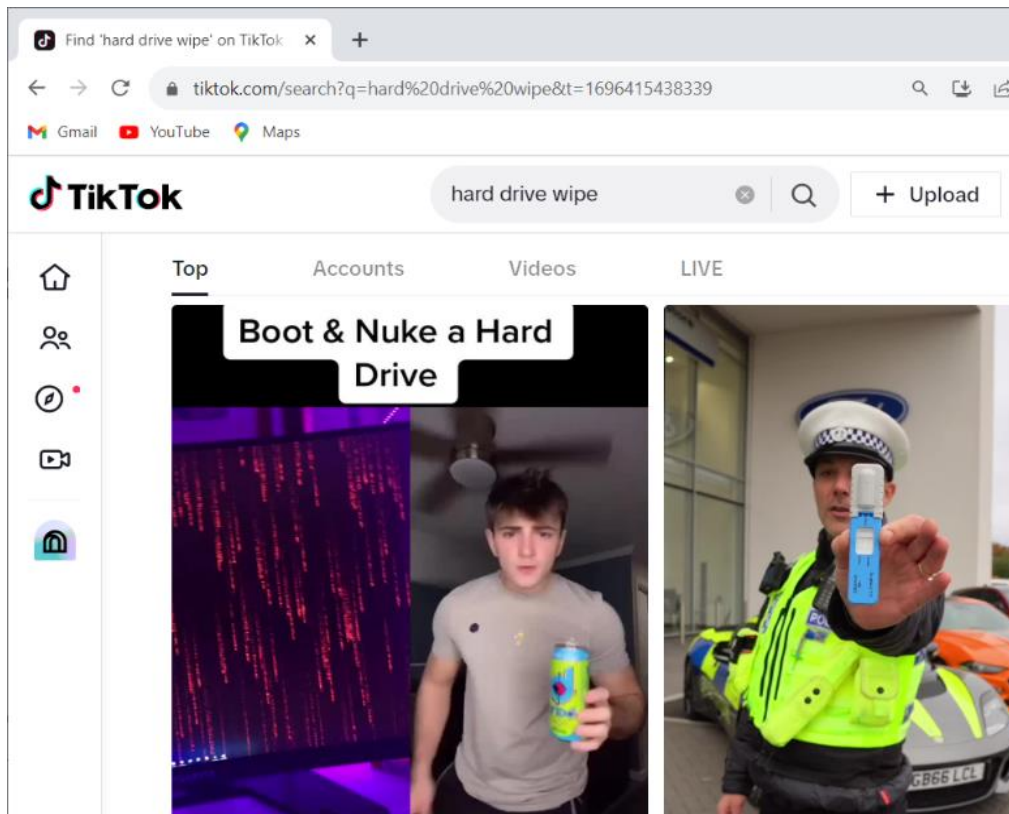 Find 'hard drive wipe' on TikTok
tiktok.com/search?q=hard%20drive%20wipe&t=1696415438339
Gmail YouTube Maps
TikTok
hard drive wipe
Upload
Top Accounts Videos LIVE
Boot & Nuke a Hard
Drive
GB66 LCL